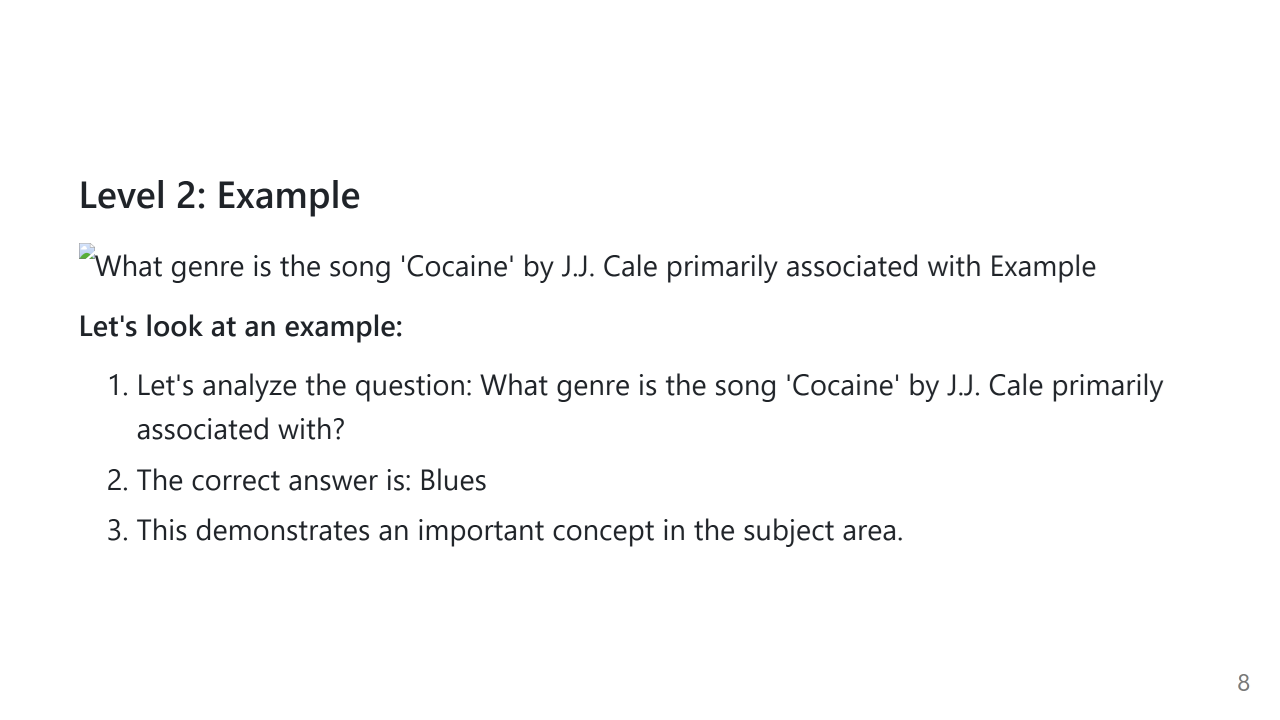 Level 2: Example
What genre is the song 'Cocaine' by J.J. Cale primarily associated with Example
Let's look at an example:
1. Let's analyze the question: What genre is the song 'Cocaine' by J.J. Cale primarily
associated with?
2. The correct answer is: Blues
3. This demonstrates an important concept in the subject area.
8